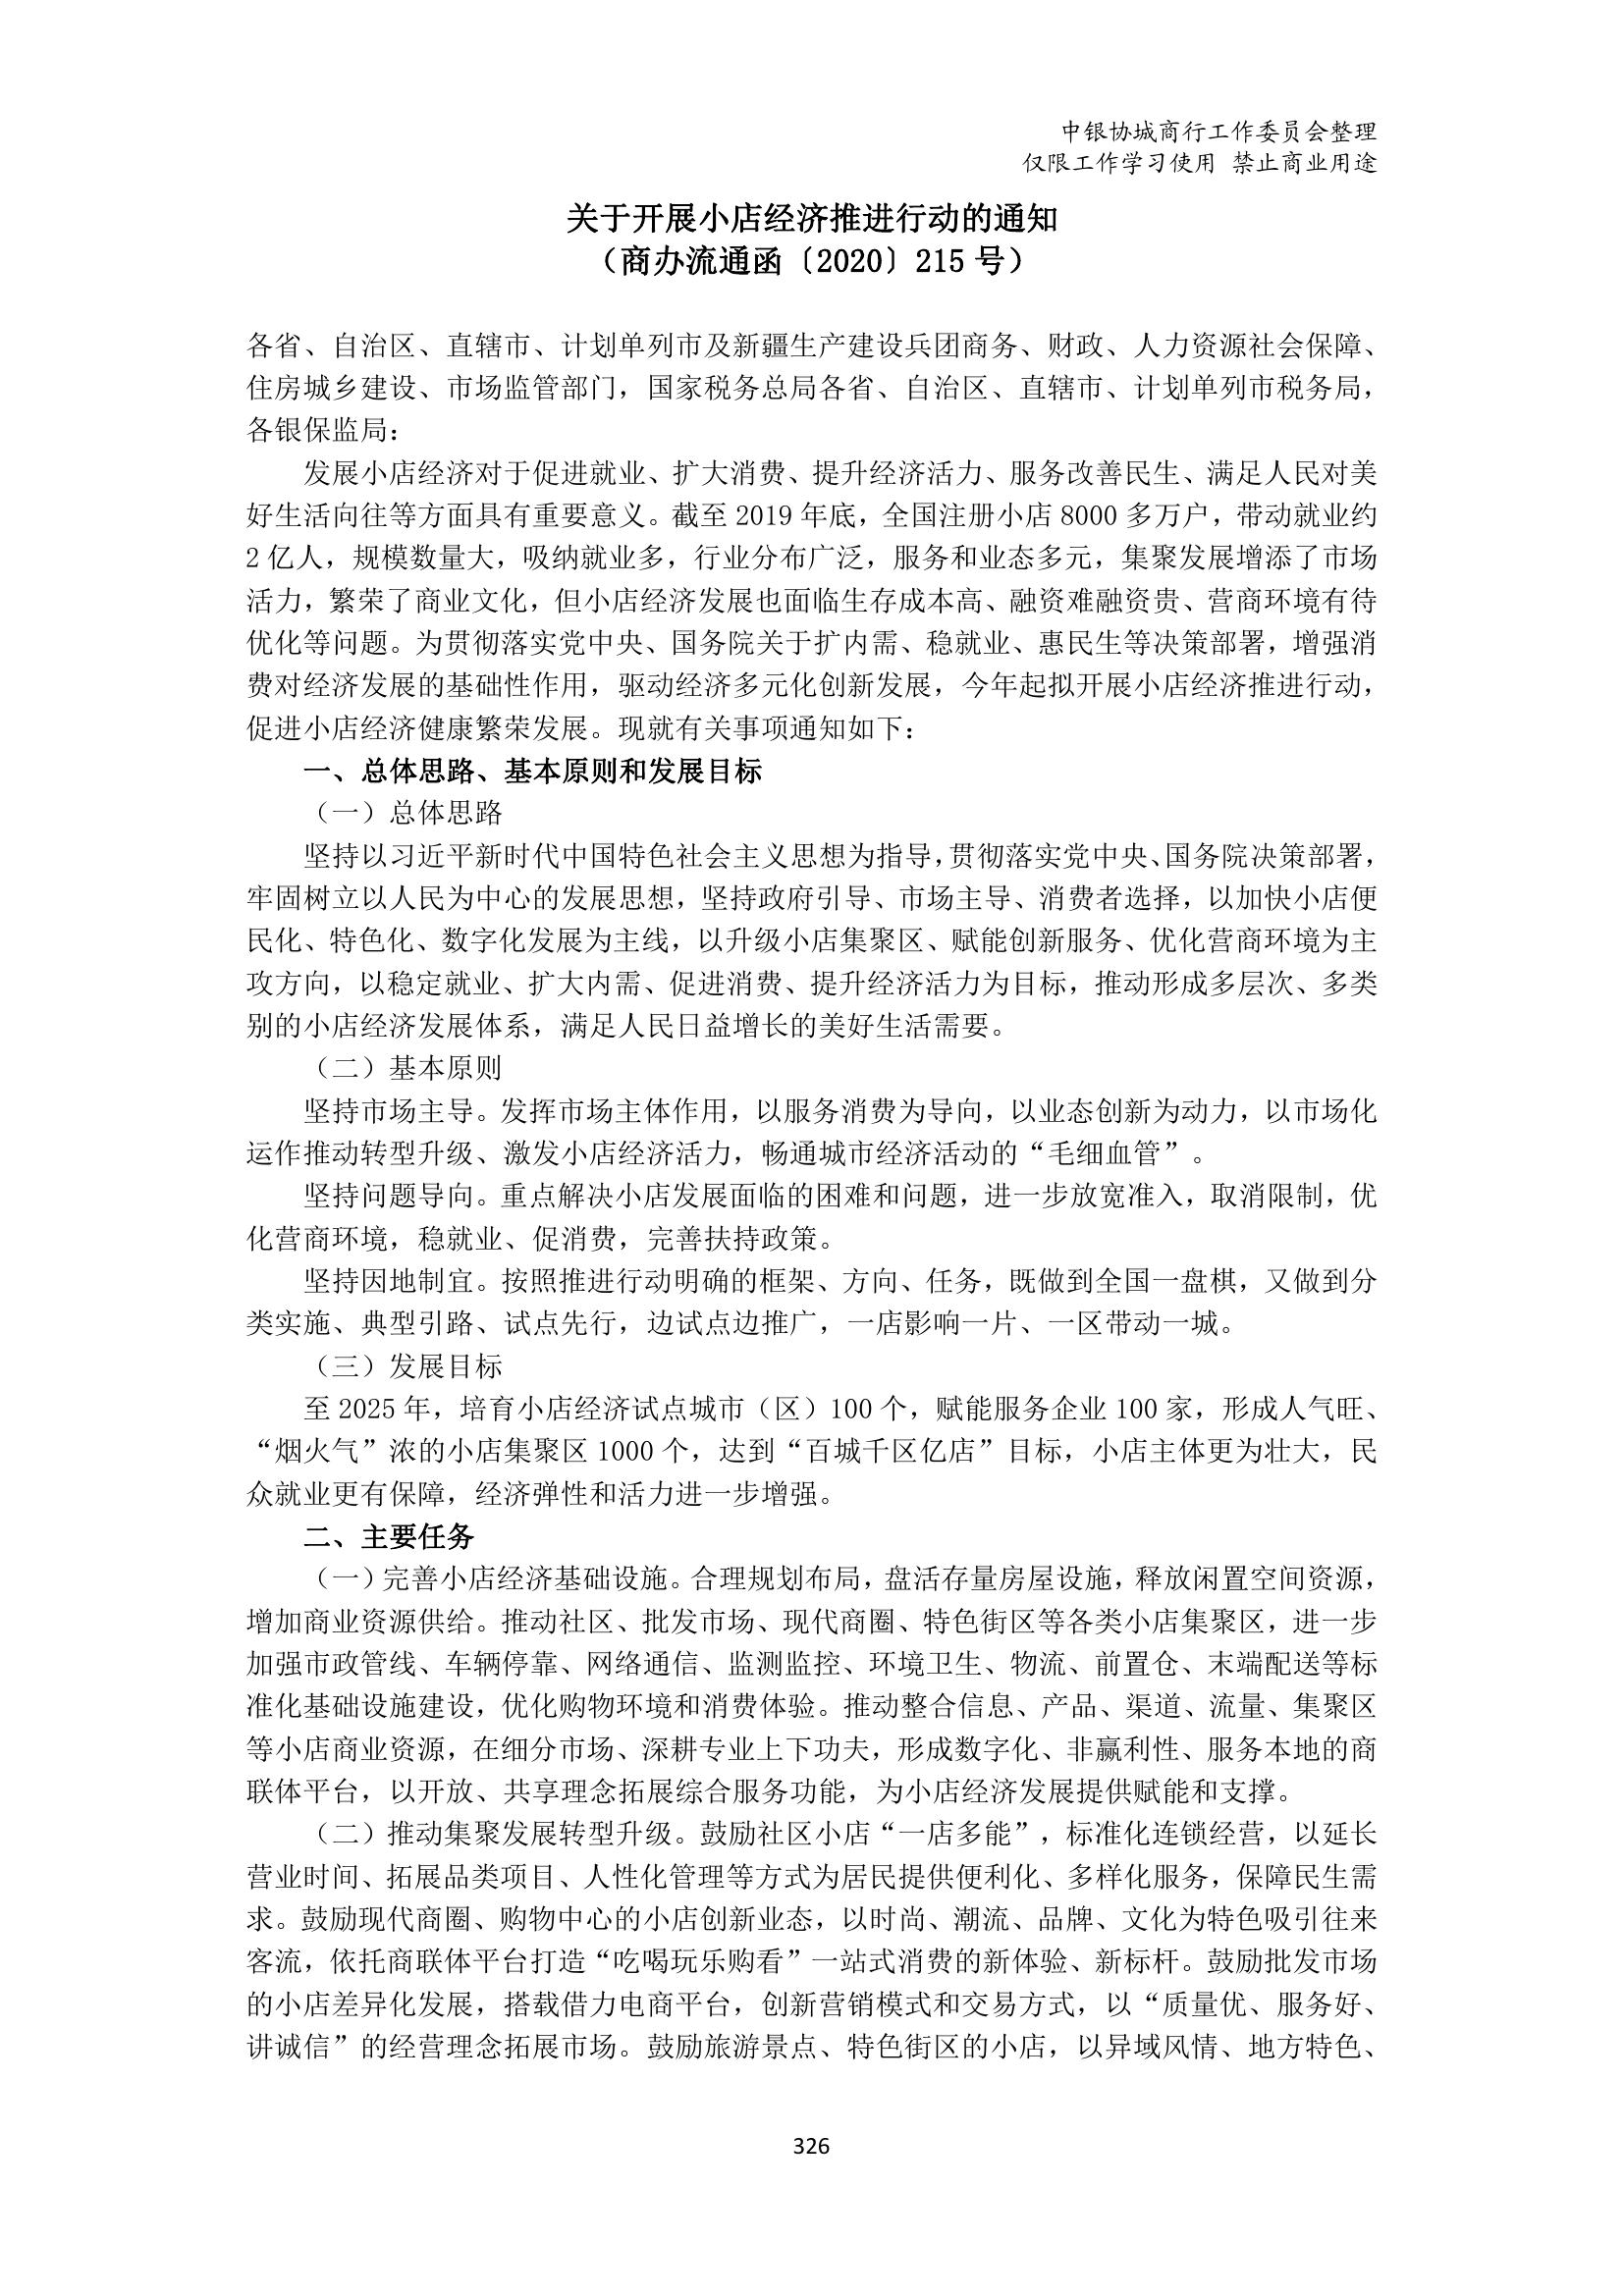 中银协城商行工作委员会整理
仅限工作学习使用 禁止商业用途
关于开展小店经济推进行动的通知
（商办流通函〔2020〕215 号）
各省、自治区、直辖市、计划单列市及新疆生产建设兵团商务、财政、人力资源社会保障、
住房城乡建设、市场监管部门，国家税务总局各省、自治区、直辖市、计划单列市税务局，
各银保监局：
发展小店经济对于促进就业、扩大消费、提升经济活力、服务改善民生、满足人民对美
好生活向往等方面具有重要意义。截至 2019 年底，全国注册小店 8000 多万户，带动就业约
2 亿人，规模数量大，吸纳就业多，行业分布广泛，服务和业态多元，集聚发展增添了市场
活力，繁荣了商业文化，但小店经济发展也面临生存成本高、融资难融资贵、营商环境有待
优化等问题。为贯彻落实党中央、国务院关于扩内需、稳就业、惠民生等决策部署，增强消
费对经济发展的基础性作用，驱动经济多元化创新发展，今年起拟开展小店经济推进行动，
促进小店经济健康繁荣发展。现就有关事项通知如下：
一、总体思路、基本原则和发展目标
（一）总体思路
坚持以习近平新时代中国特色社会主义思想为指导，贯彻落实党中央、国务院决策部署，
牢固树立以人民为中心的发展思想，坚持政府引导、市场主导、消费者选择，以加快小店便
民化、特色化、数字化发展为主线，以升级小店集聚区、赋能创新服务、优化营商环境为主
攻方向，以稳定就业、扩大内需、促进消费、提升经济活力为目标，推动形成多层次、多类
别的小店经济发展体系，满足人民日益增长的美好生活需要。
（二）基本原则
坚持市场主导。发挥市场主体作用，以服务消费为导向，以业态创新为动力，以市场化
运作推动转型升级、激发小店经济活力，畅通城市经济活动的“毛细血管”。
坚持问题导向。重点解决小店发展面临的困难和问题，进一步放宽准入，取消限制，优
化营商环境，稳就业、促消费，完善扶持政策。
坚持因地制宜。按照推进行动明确的框架、方向、任务，既做到全国一盘棋，又做到分
类实施、典型引路、试点先行，边试点边推广，一店影响一片、一区带动一城。
（三）发展目标
至 2025 年，培育小店经济试点城市（区）100 个，赋能服务企业 100 家，形成人气旺、
“烟火气”浓的小店集聚区 1000 个，达到“百城千区亿店”目标，小店主体更为壮大，民
众就业更有保障，经济弹性和活力进一步增强。
二、主要任务
（一）完善小店经济基础设施。合理规划布局，盘活存量房屋设施，释放闲置空间资源，
增加商业资源供给。推动社区、批发市场、现代商圈、特色街区等各类小店集聚区，进一步
加强市政管线、车辆停靠、网络通信、监测监控、环境卫生、物流、前置仓、末端配送等标
准化基础设施建设，优化购物环境和消费体验。推动整合信息、产品、渠道、流量、集聚区
等小店商业资源，在细分市场、深耕专业上下功夫，形成数字化、非赢利性、服务本地的商
联体平台，以开放、共享理念拓展综合服务功能，为小店经济发展提供赋能和支撑。
（二）推动集聚发展转型升级。鼓励社区小店“一店多能”，标准化连锁经营，以延长
营业时间、拓展品类项目、人性化管理等方式为居民提供便利化、多样化服务，保障民生需
求。鼓励现代商圈、购物中心的小店创新业态，以时尚、潮流、品牌、文化为特色吸引往来
客流，依托商联体平台打造“吃喝玩乐购看”一站式消费的新体验、新标杆。鼓励批发市场
的小店差异化发展，搭载借力电商平台，创新营销模式和交易方式，以“质量优、服务好、
讲诚信”的经营理念拓展市场。鼓励旅游景点、特色街区的小店，以异域风情、地方特色、
326